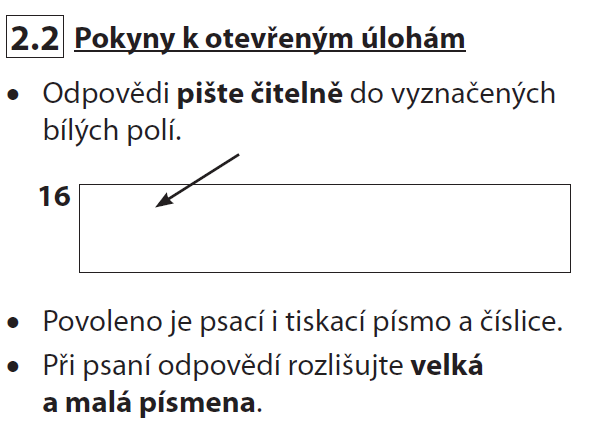 2.2 Pokyny k otevřeným úlohám
• Odpovědi pište čitelně do vyznačených
bílých polí.
16
• Povoleno je psací i tiskací písmo a číslice.
• Při psaní odpovědí rozlišujte velká
a malá písmena.